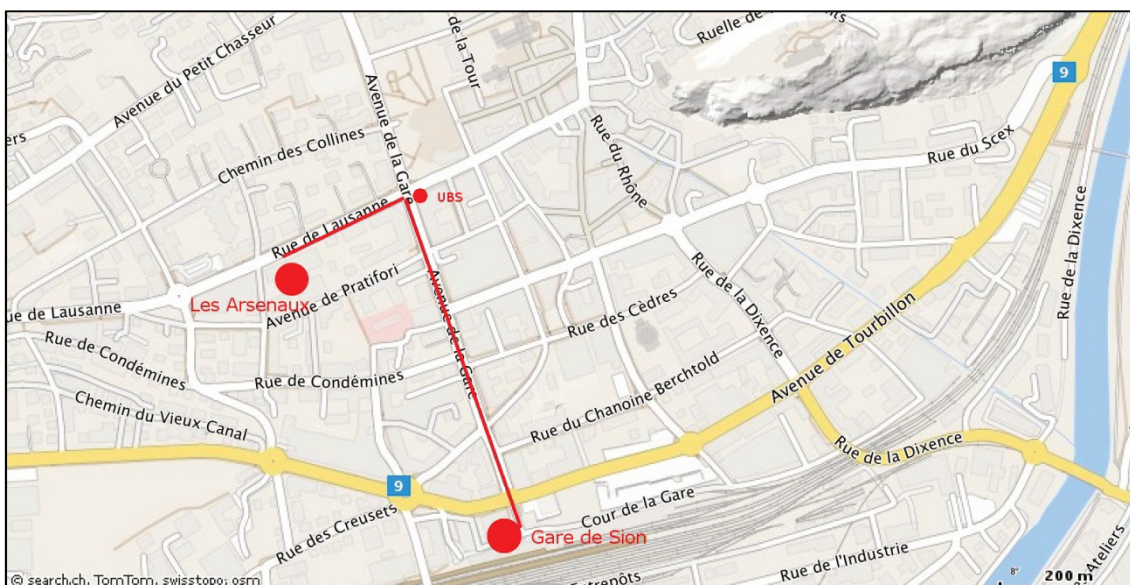 Ruelle de
Avenue du Petit Chasseur
de la Tour
9
Avenue de la Gare
Rue du Rhône
Rue du Scex
Chemin des Collines
UBS
Rue de Lausanne
Rue de la Dixence
Les Arsenaux
Avenue de Pratifori
Rue de la Dixence
ue de Lausanne
Avenue de la Gare
Rue des Cèdres
Avenue de Tourbillon
Rue de Condémines
Rue de Condémines
Rue du Chanoine Berchtold
Chemin du Vieux Canal
Rue de la Dixence
9
Cour de la Gare
Rue des Creusets
Gare de Sion
Rue de l'Industrie
Ateliers
Entrepôts
200 m
© search.ch, TomTom, swisstopo, osm